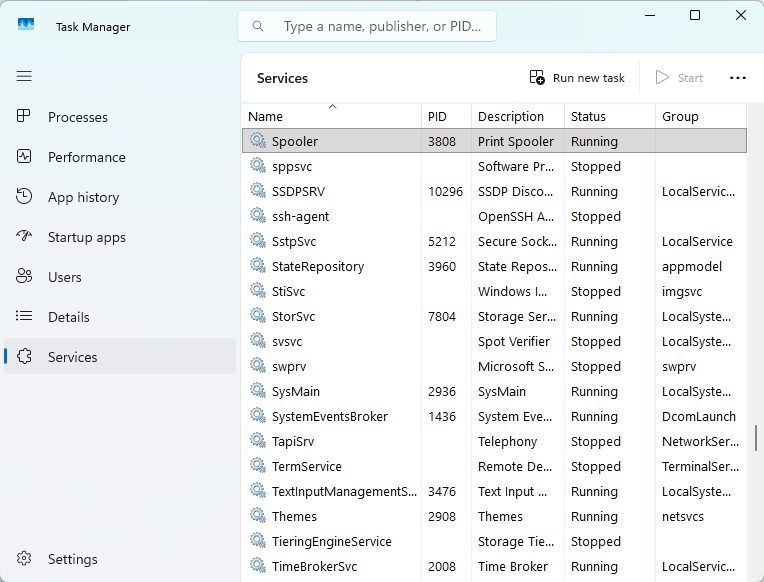 Task Manager
Type a name, publisher, or PID...
Services
Run new task
Start
Processes
Performance
App history
Startup apps
Users
Details
Services
Settings
Name PID Description Status Group
Spooler 3808 Print Spooler Running
sppsvc Software Pr... Stopped
SSDPSRV 10296 SSDP Disco... Running LocalServic...
ssh-agent OpenSSH A... Stopped
SstpSvc 5212 Secure Sock... Running LocalService
StateRepository 3960 State Repos... Running appmodel
StiSvc Windows I... Stopped imgsvc
StorSvc 7804 Storage Ser... Running LocalSyste...
svsvc Spot Verifier Stopped LocalSyste...
swprv Microsoft S... Stopped swprv
SysMain 2936 SysMain Running LocalSyste...
SystemEventsBroker 1436 System Eve... Running DcomLaunch
TapiSrv Telephony Stopped NetworkSer...
TermService Remote De... Stopped TerminalSer...
TextInputManagementS... 3476 Text Input ... Running LocalSyste...
Themes 2908 Themes Running netsvcs
TieringEngineService Storage Tie... Stopped
TimeBrokerSvc 2008 Time Broker Running LocalServic...